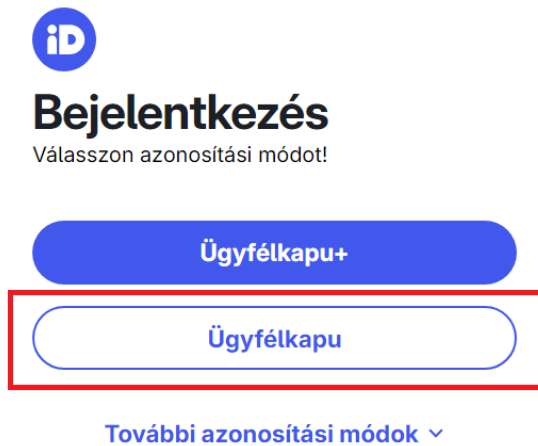 iD
Bejelentkezés
Válasszon azonosítási módot!
Ügyfélkapu+
Ügyfélkapu
További azonosítási módok